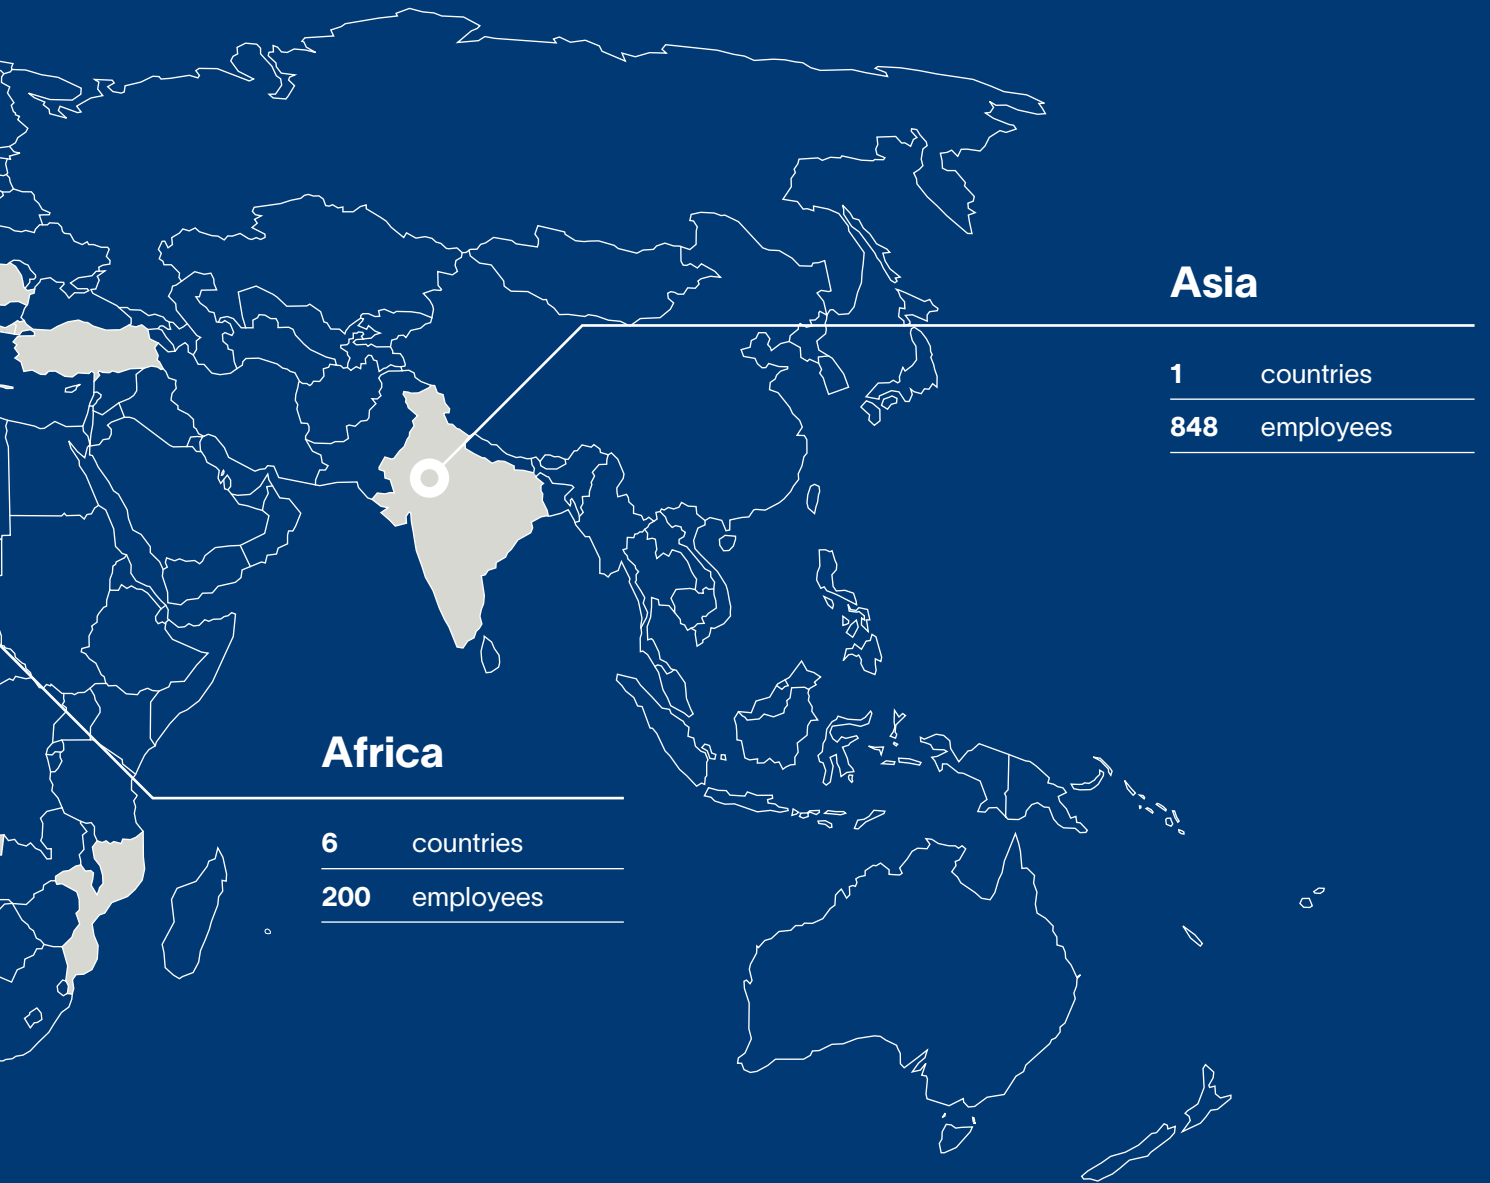 Asia
1 countries
848 employees
Africa
6 countries
200 employees